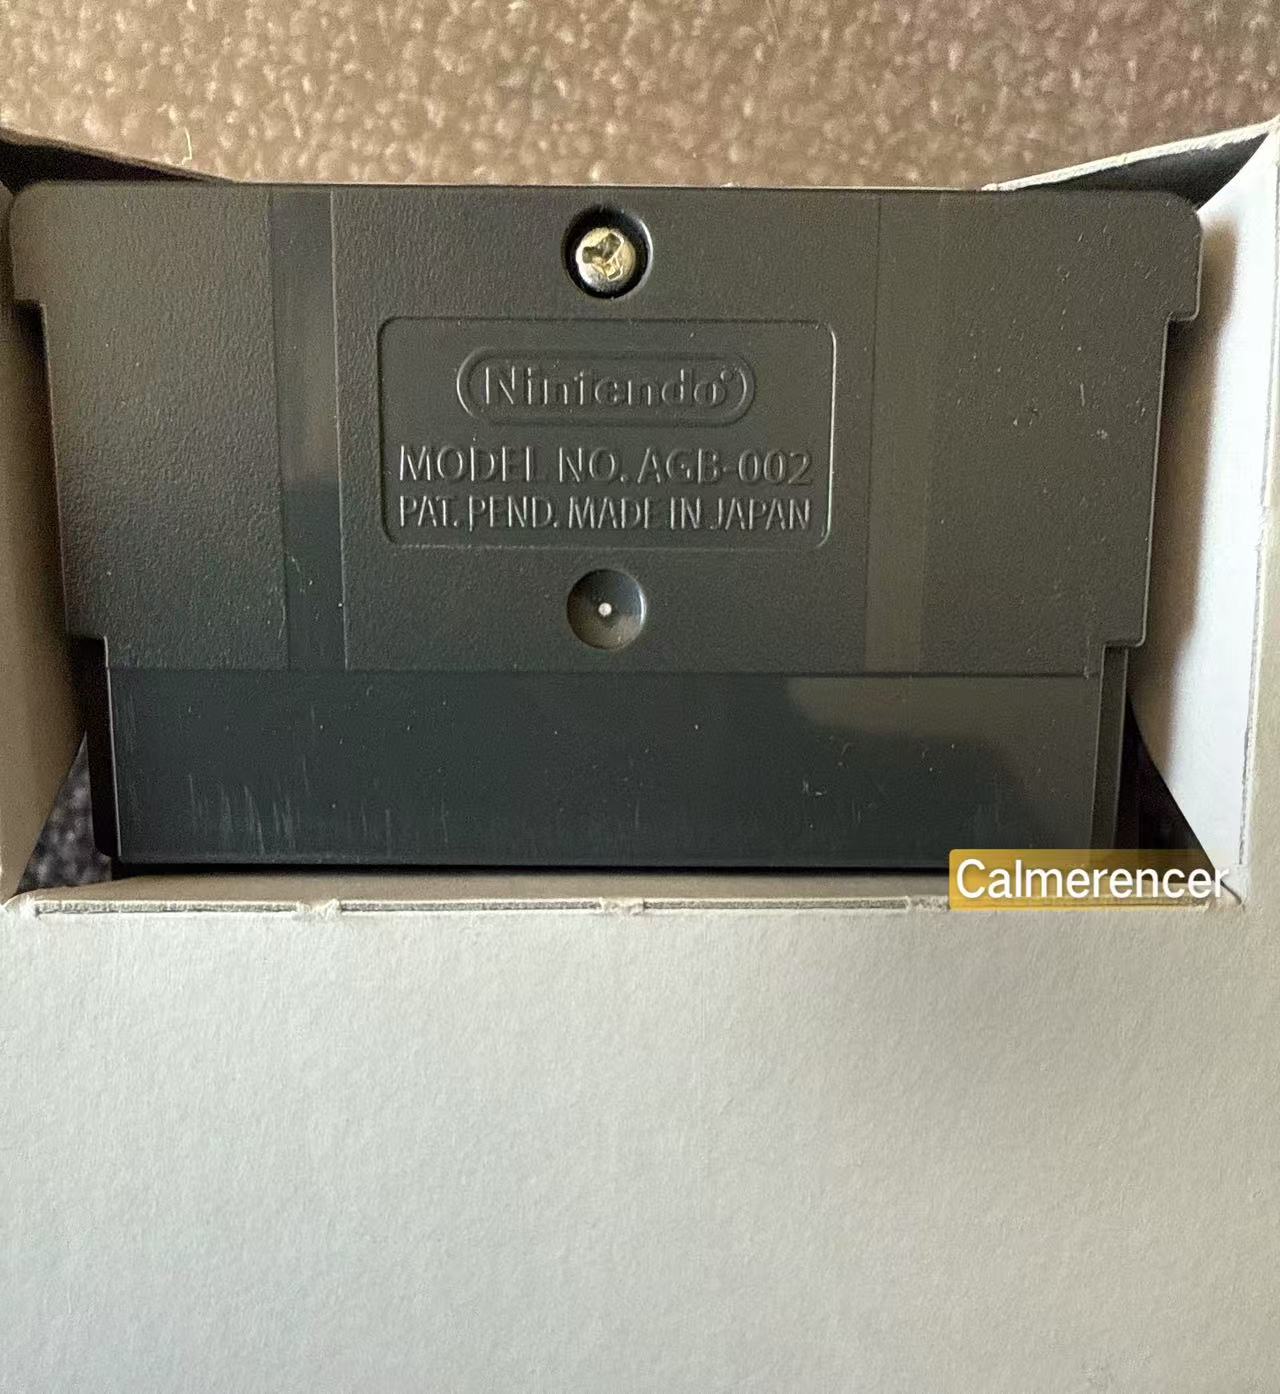 Nintendo®
MODEL NO. AGB-002
PAT. PEND. MADE IN JAPAN
Calmerencer